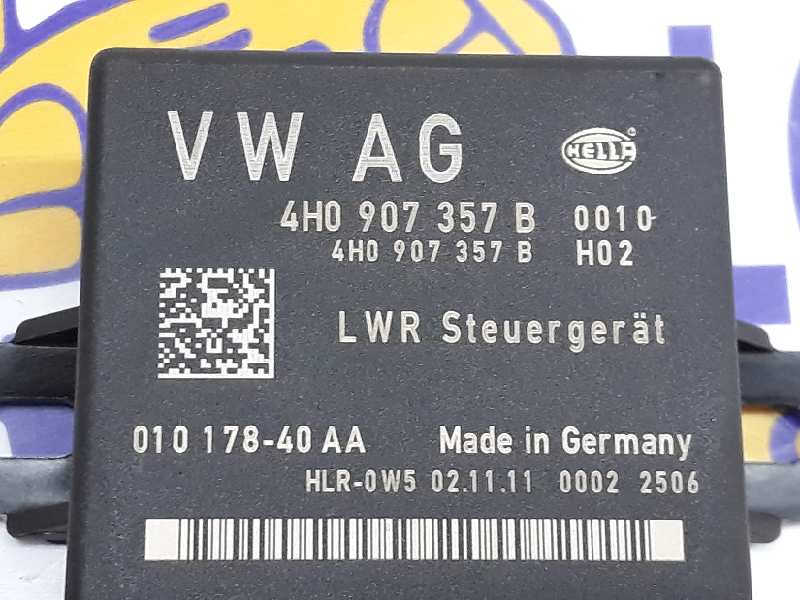 VW AG
HELLA
4H0 907 357 B 0010
4H0 907 357 B H02
LWR Steuergerät
010 178-40 AA Made in Germany
HLR-0W5 02.11.11 0002 2506